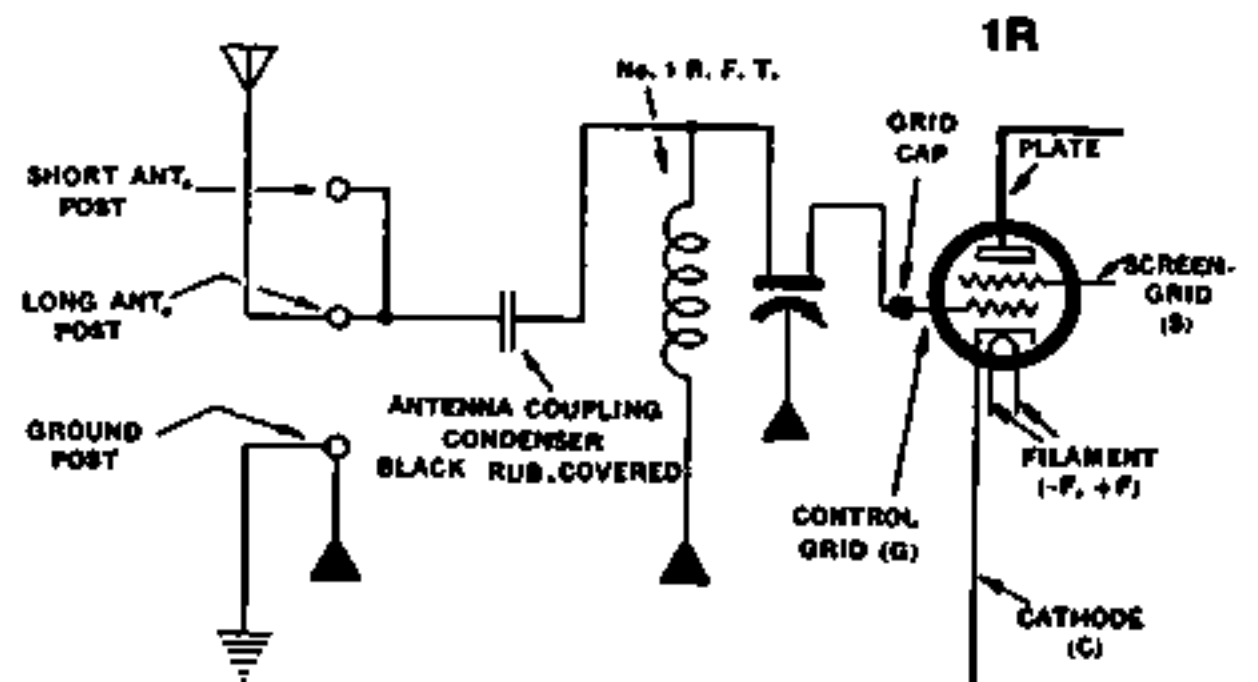 1R
No. 1 R. F. T.
GRID
CAP
PLATE
SHORT ANT.
POST
SCREEN-
GRID
(S)
LONG ANT.
POST
ANTENNA COUPLING
CONDENSER
BLACK RUB.COVERED
GROUND
POST
FILAMENT
(-F, +F)
CONTROL
GRID (G)
CATHODE
(C)